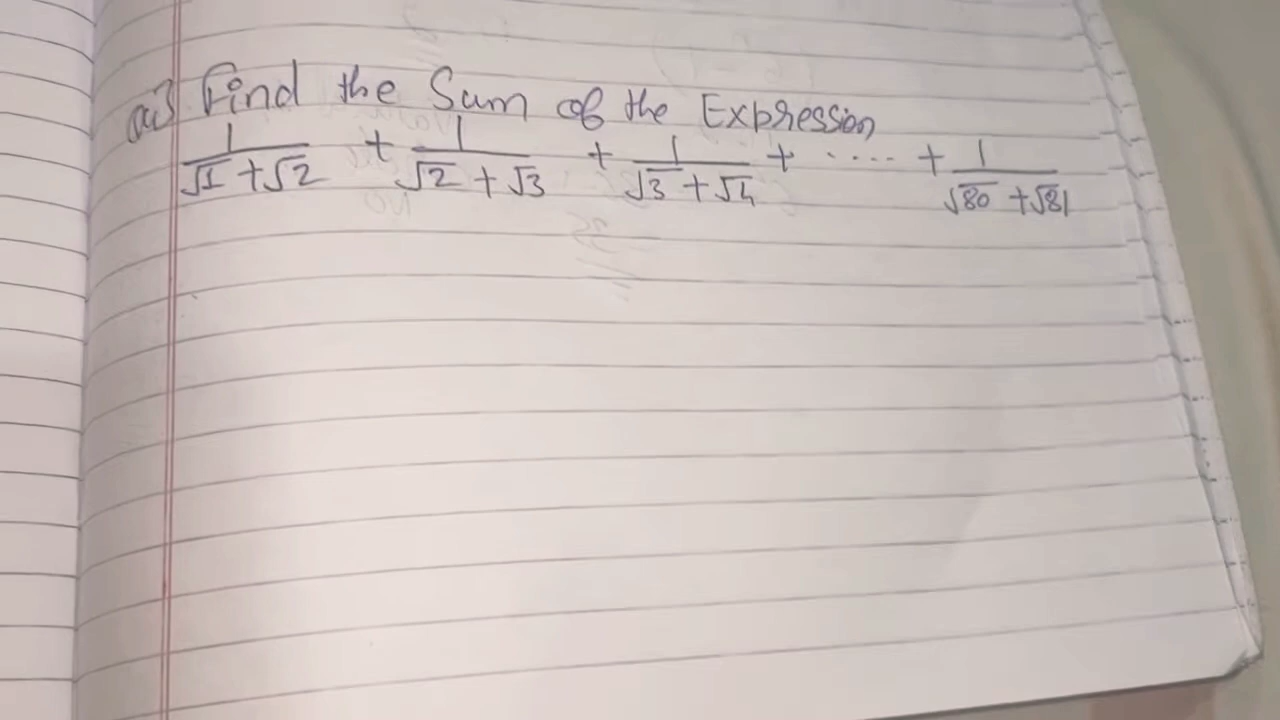 Find the Sum of the Expression
1/(√1 + √2) + 1/(√2 + √3) + 1/(√3 + √4) + ..... + 1/(√80 + √81)